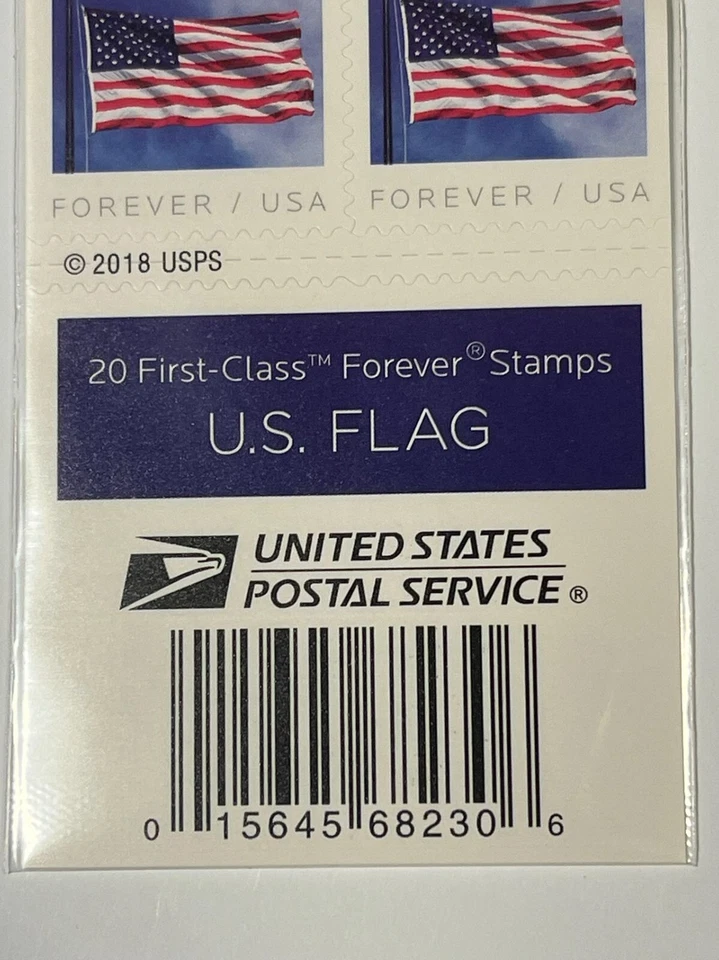 FOREVER / USA FOREVER / USA
© 2018 USPS
20 First-Class™ Forever® Stamps
U.S. FLAG
UNITED STATES
POSTAL SERVICE ®
0 15645 68230 6